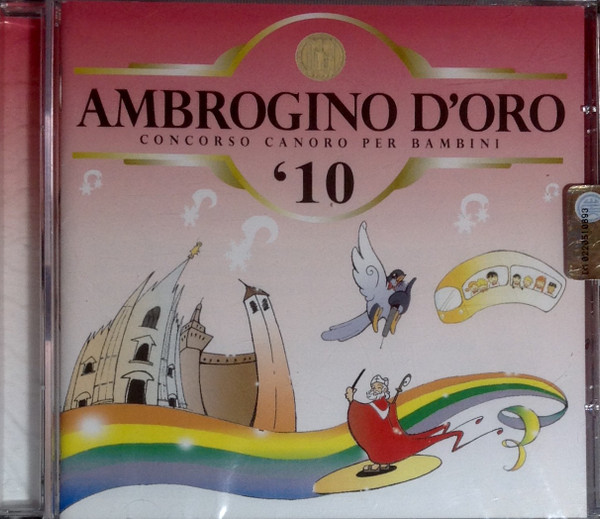 AMBROGINO D'ORO
CONCORSO CANORO PER BAMBINI
'10